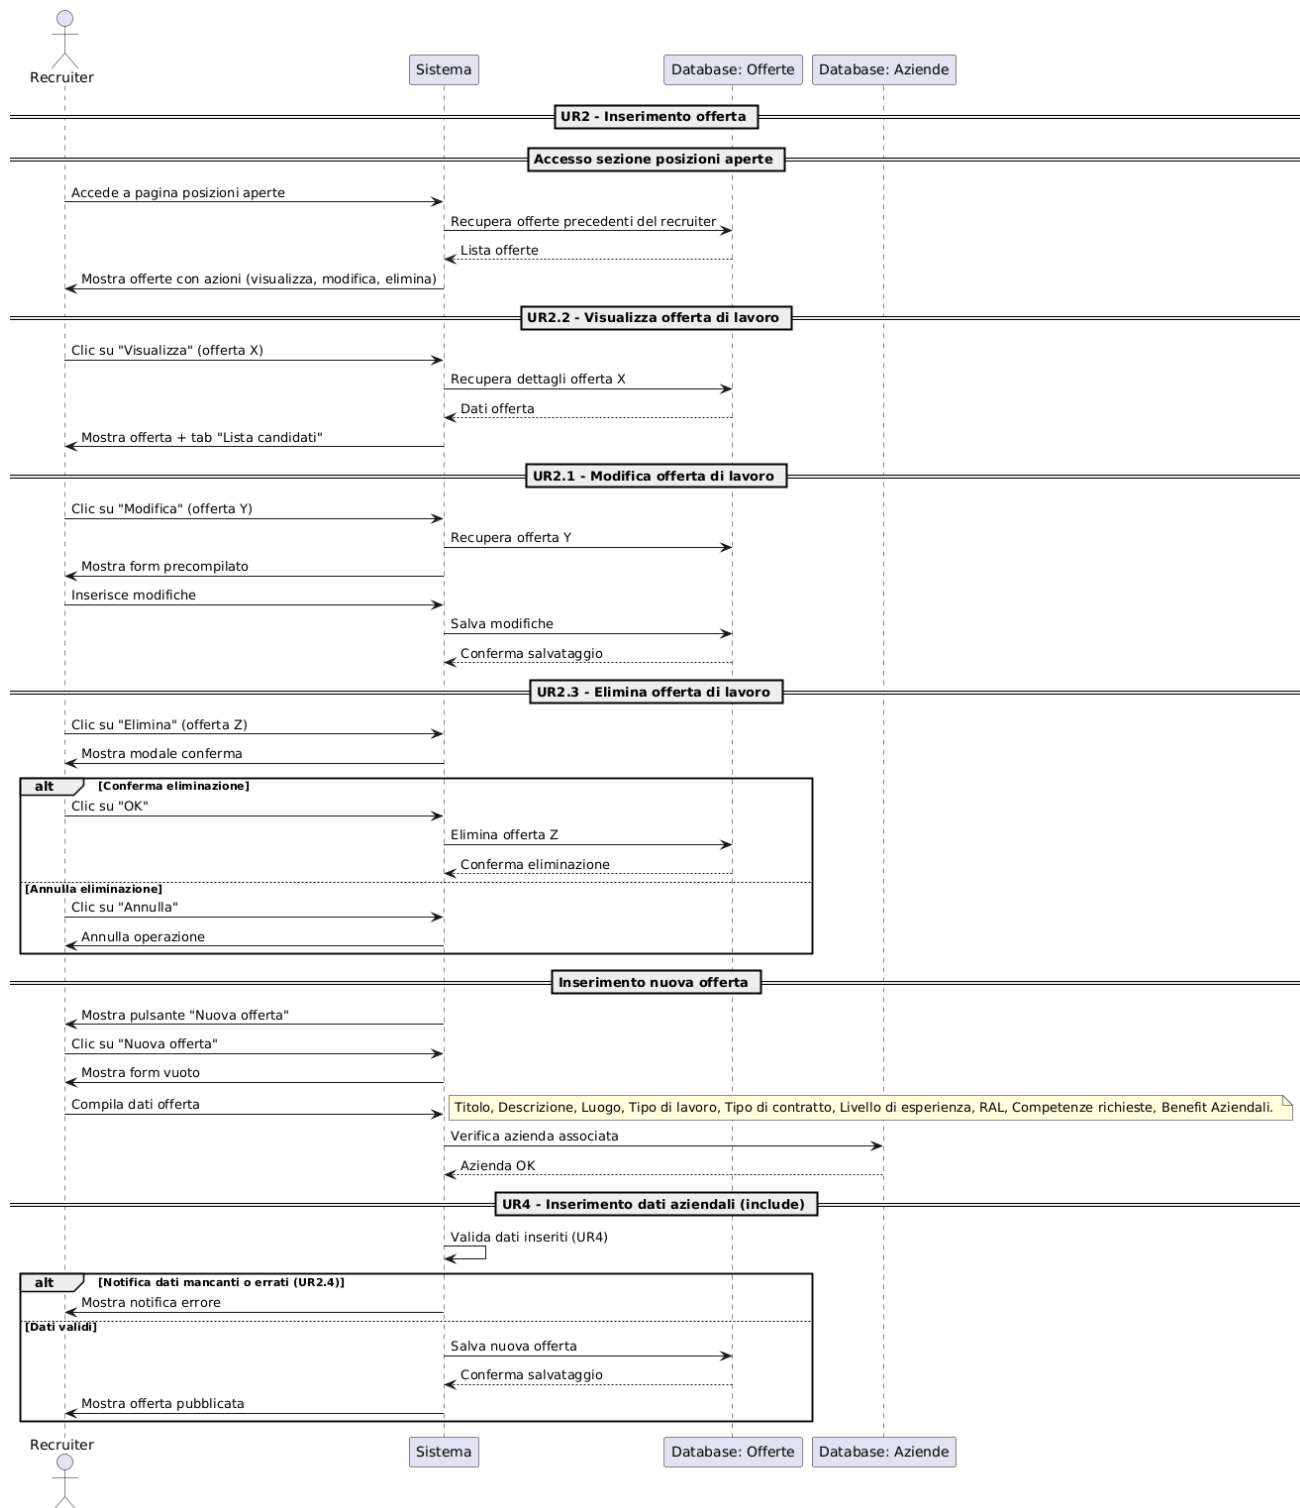 Recruiter
Sistema
Database: Offerte
Database: Aziende
UR2 - Inserimento offerta
Accesso sezione posizioni aperte
Accede a pagina posizioni aperte
Recupera offerte precedenti del recruiter
Lista offerte
Mostra offerte con azioni (visualizza, modifica, elimina)
UR2.2 - Visualizza offerta di lavoro
Clic su "Visualizza" (offerta X)
Recupera dettagli offerta X
Dati offerta
Mostra offerta + tab "Lista candidati"
UR2.1 - Modifica offerta di lavoro
Clic su "Modifica" (offerta Y)
Recupera offerta Y
Mostra form precompilato
Inserisce modifiche
Salva modifiche
Conferma salvataggio
UR2.3 - Elimina offerta di lavoro
Clic su "Elimina" (offerta Z)
Mostra modale conferma
alt [Conferma eliminazione]
Clic su "OK"
Elimina offerta Z
Conferma eliminazione
[Annulla eliminazione]
Clic su "Annulla"
Annulla operazione
Inserimento nuova offerta
Mostra pulsante "Nuova offerta"
Clic su "Nuova offerta"
Mostra form vuoto
Compila dati offerta
Titolo, Descrizione, Luogo, Tipo di lavoro, Tipo di contratto, Livello di esperienza, RAL, Competenze richieste, Benefit Aziendali.
Verifica azienda associata
Azienda OK
UR4 - Inserimento dati aziendali (include)
Valida dati inseriti (UR4)
alt [Notifica dati mancanti o errati (UR2.4)]
Mostra notifica errore
[Dati validi]
Salva nuova offerta
Conferma salvataggio
Mostra offerta pubblicata
Recruiter
Sistema
Database: Offerte
Database: Aziende